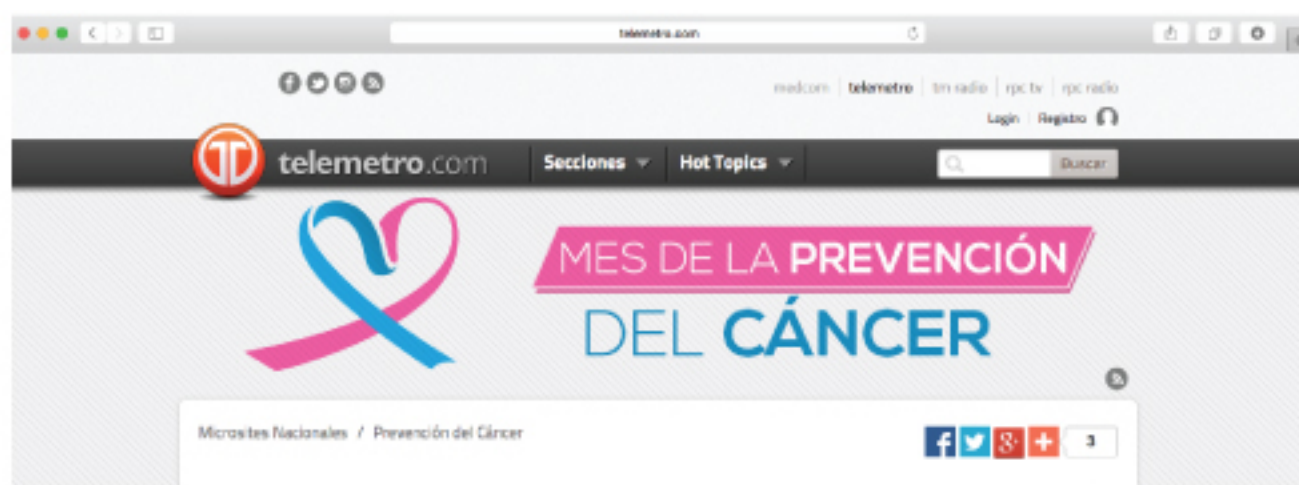 telemetro.com
medcom telemetro tm radio rpc tv rpc radio
Login Registro
telemetro.com Secciones Hot Topics Buscar
MES DE LA PREVENCIÓN
DEL CÁNCER
Microsites Nacionales / Prevención del Cáncer
3